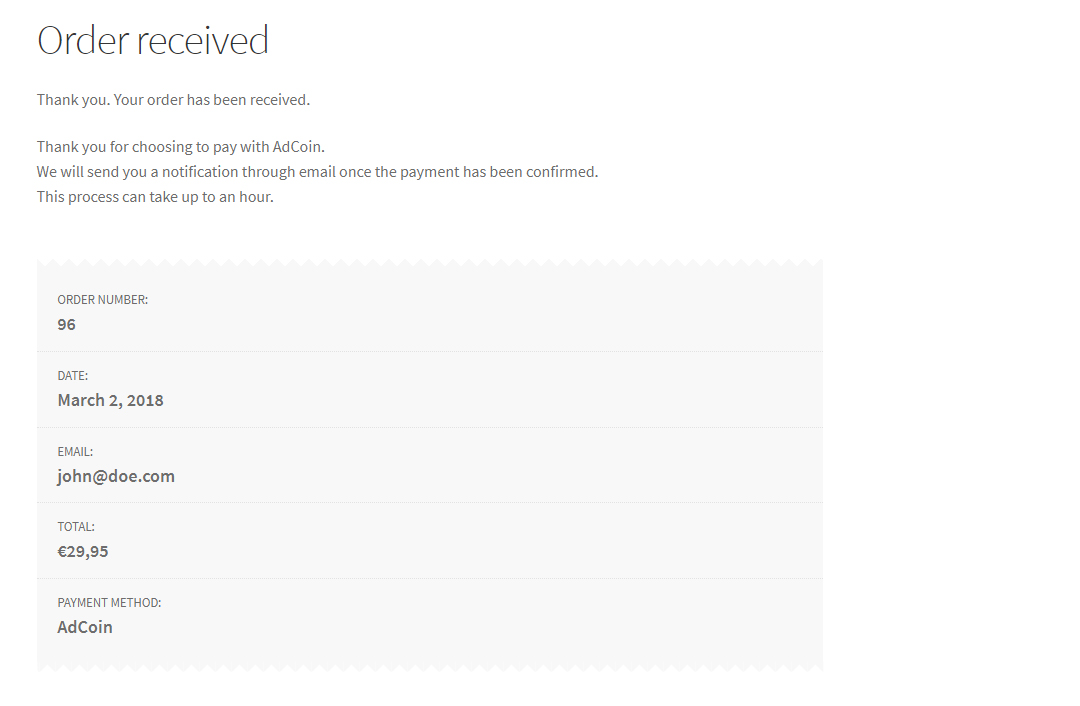 Order received
Thank you. Your order has been received.
Thank you for choosing to pay with AdCoin.
We will send you a notification through email once the payment has been confirmed.
This process can take up to an hour.
ORDER NUMBER:
96
DATE:
March 2, 2018
EMAIL:
john@doe.com
TOTAL:
€29,95
PAYMENT METHOD:
AdCoin